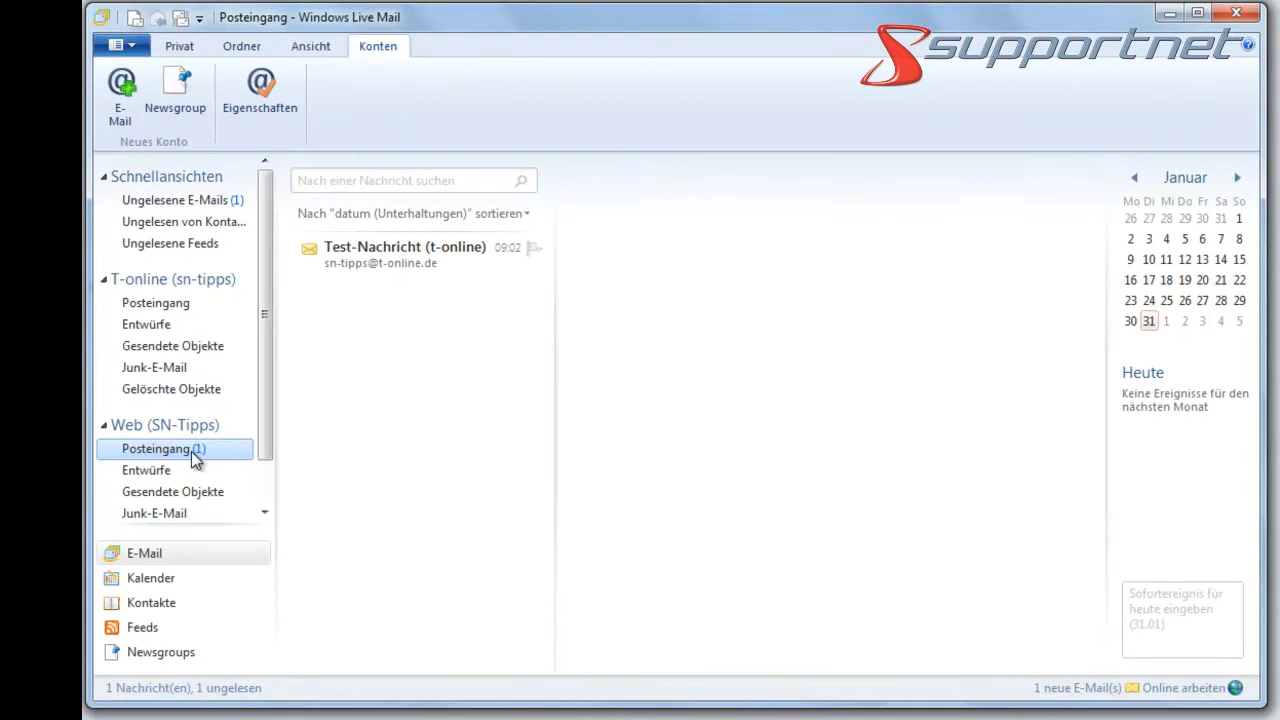 Posteingang - Windows Live Mail
supportnet
Privat
Ordner
Ansicht
Konten
E-
Mail
Newsgroup
Eigenschaften
Neues Konto
Schnellansichten
Ungelesene E-Mails (1)
Ungelesen von Konta...
Ungelesene Feeds
T-online (sn-tipps)
Posteingang
Entwürfe
Gesendete Objekte
Junk-E-Mail
Gelöschte Objekte
Web (SN-Tipps)
Posteingang (1)
Entwürfe
Gesendete Objekte
Junk-E-Mail
E-Mail
Kalender
Kontakte
Feeds
Newsgroups
Nach einer Nachricht suchen
Nach "datum (Unterhaltungen)" sortieren
Test-Nachricht (t-online) 09:02
sn-tipps@t-online.de
Januar
Mo Di Mi Do Fr Sa So
26 27 28 29 30 31 1
2 3 4 5 6 7 8
9 10 11 12 13 14 15
16 17 18 19 20 21 22
23 24 25 26 27 28 29
30 31 1 2 3 4 5
Heute
Keine Ereignisse für den
nächsten Monat
Sofortereignis für
heute eingeben
(31.01)
1 Nachricht(en), 1 ungelesen
1 neue E-Mail(s)
Online arbeiten